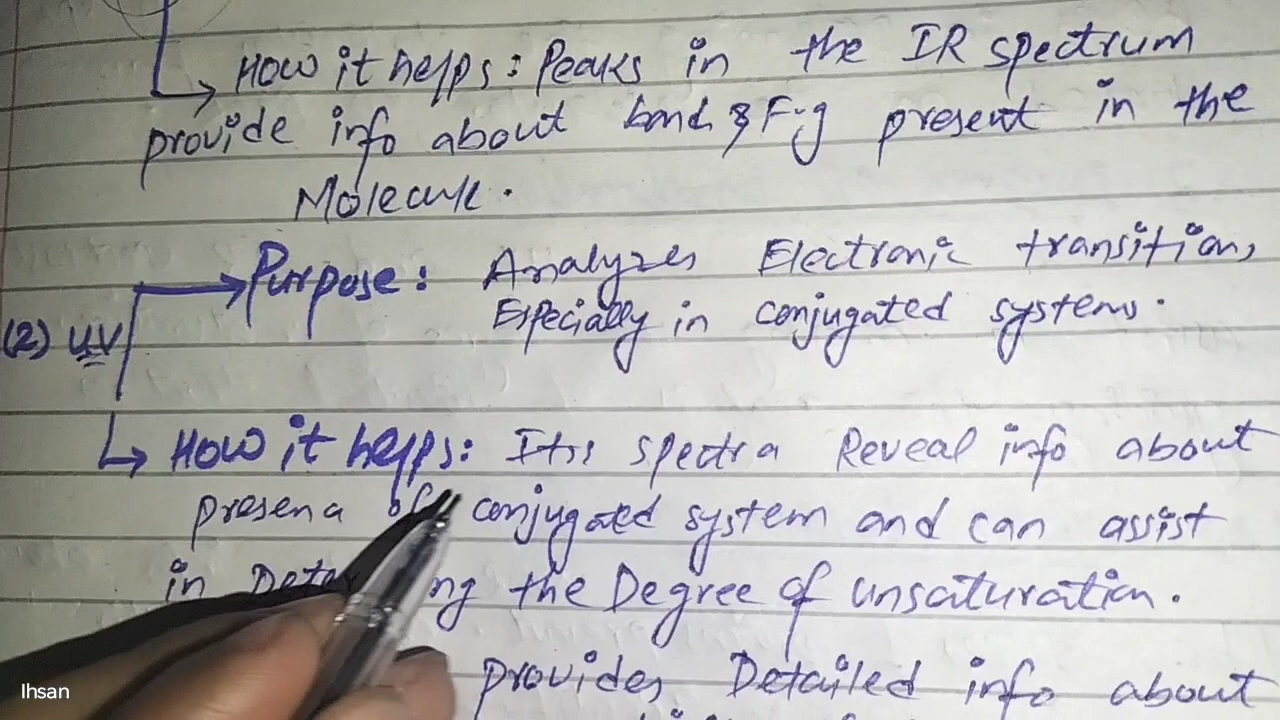 How it helps: Peaks in the IR spectrum
provide info about bond & F.g present in the
Molecule.
Purpose: Analyzes Electronic transitions,
Especially in conjugated systems.
(2) UV
How it helps: Its spectra Reveal info about
presence of conjugated system and can assist
in the Degree of unsaturation.
provides Detailed info about
Ihsan